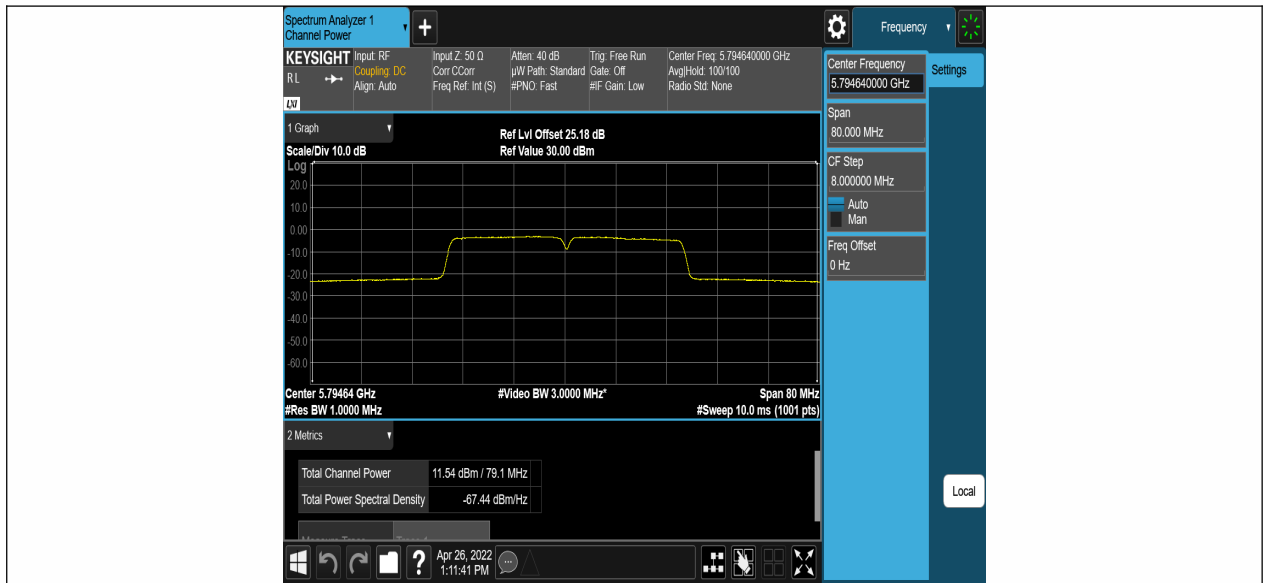 Spectrum Analyzer 1
Channel Power
+
Frequency
KEYSIGHT
RL
LXI
Input: RF
Coupling: DC
Align: Auto
Input Z: 50 Ω
Corr CCorr
Freq Ref: Int (S)
Atten: 40 dB
µW Path: Standard
#PNO: Fast
Trig: Free Run
Gate: Off
#IF Gain: Low
Center Freq: 5.794640000 GHz
Avg|Hold: 100/100
Radio Std: None
Center Frequency
5.794640000 GHz
Settings
Span
80.000 MHz
CF Step
8.000000 MHz
Auto
Man
Freq Offset
0 Hz
Local
1 Graph
Scale/Div 10.0 dB
Ref Lvl Offset 25.18 dB
Ref Value 30.00 dBm
Log
20.0
10.0
0.00
-10.0
-20.0
-30.0
-40.0
-50.0
-60.0
Center 5.79464 GHz
#Video BW 3.0000 MHz*
Span 80 MHz
#Res BW 1.0000 MHz
#Sweep 10.0 ms (1001 pts)
2 Metrics
Total Channel Power 11.54 dBm / 79.1 MHz
Total Power Spectral Density -67.44 dBm/Hz
?
Apr 26, 2022
1:11:41 PM